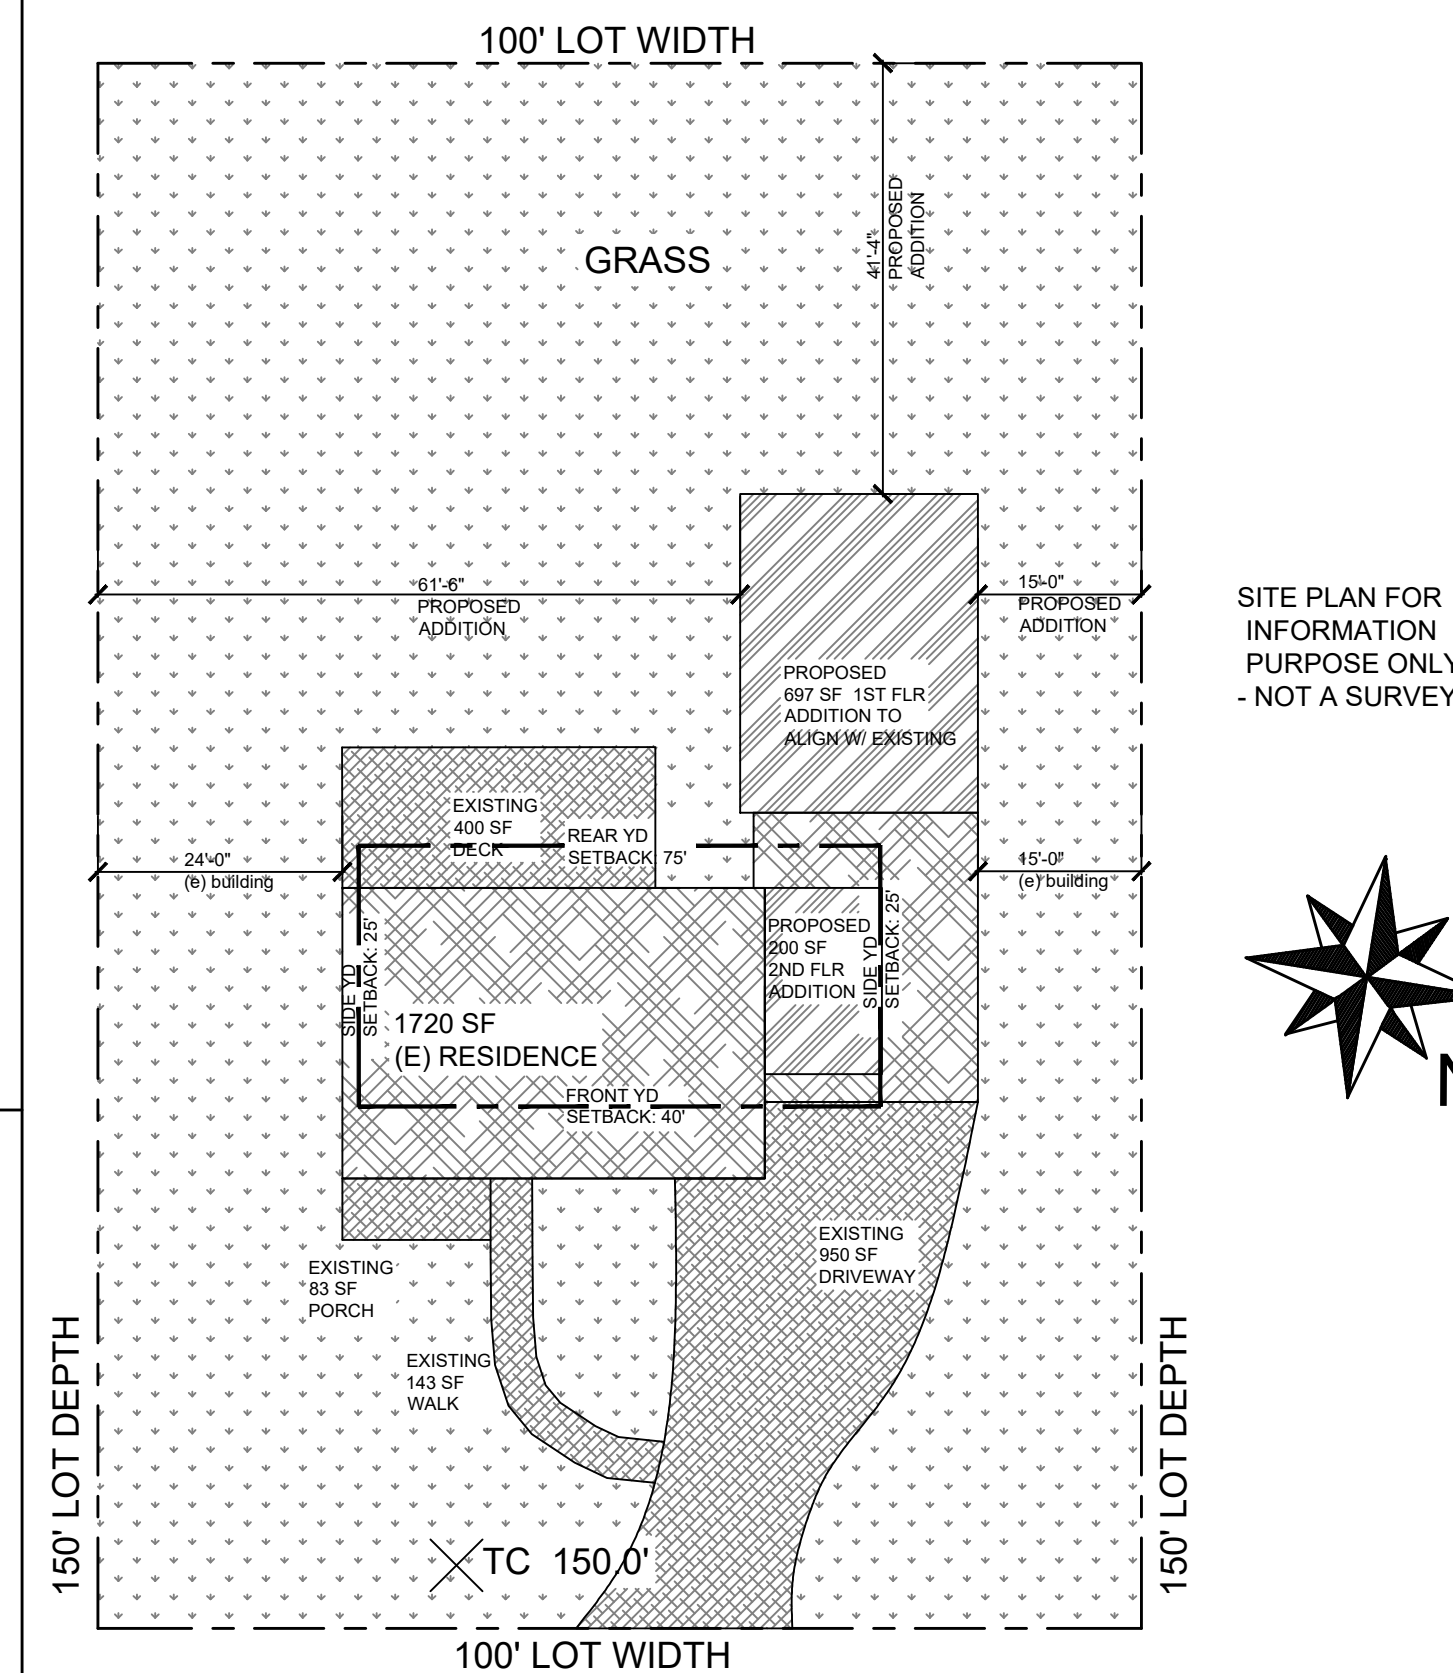 100' LOT WIDTH
41'-4"
PROPOSED
ADDITION
GRASS
61'-6"
PROPOSED
ADDITION
15'-0"
PROPOSED
ADDITION
SITE PLAN FOR
INFORMATION
PURPOSE ONLY
- NOT A SURVEY
PROPOSED
697 SF 1ST FLR
ADDITION TO
ALIGN W/ EXISTING
EXISTING
400 SF
DECK
REAR YD
SETBACK: 75'
24'-0"
(e) building
15'-0"
(e) building
SIDE YD
SETBACK: 25'
PROPOSED
200 SF
2ND FLR
ADDITION
SIDE YD
SETBACK: 25'
1720 SF
(E) RESIDENCE
FRONT YD
SETBACK: 40'
N
EXISTING
950 SF
DRIVEWAY
EXISTING
83 SF
PORCH
EXISTING
143 SF
WALK
150' LOT DEPTH
150' LOT DEPTH
TC 150.0'
100' LOT WIDTH